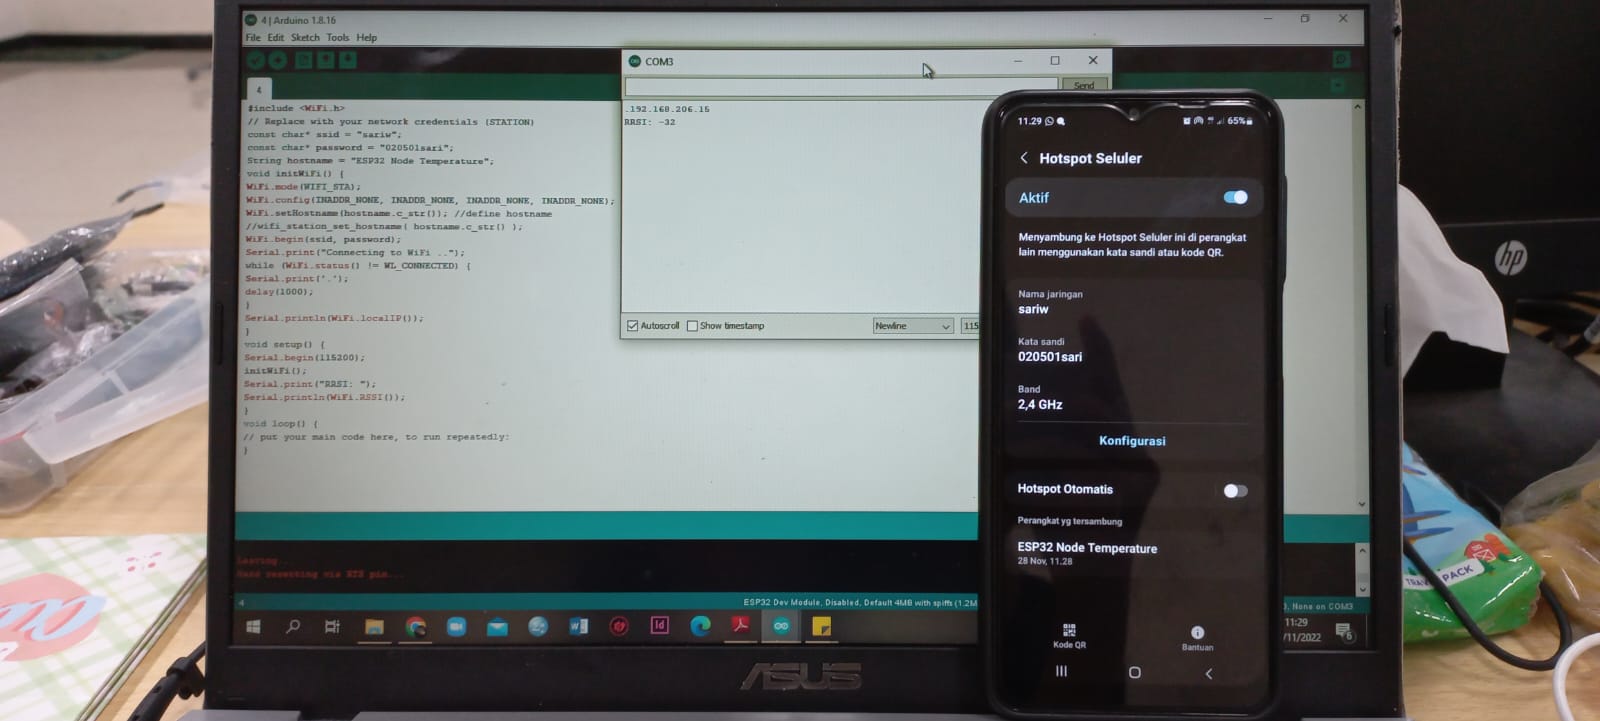 4 | Arduino 1.8.16
File Edit Sketch Tools Help
4
#include <WiFi.h>
// Replace with your network credentials (STATION)
const char* ssid = "sariw";
const char* password = "020501sari";
String hostname = "ESP32 Node Temperature";
void initWiFi() {
WiFi.mode(WIFI_STA);
WiFi.config(INADDR_NONE, INADDR_NONE, INADDR_NONE, INADDR_NONE);
WiFi.setHostname(hostname.c_str()); //define hostname
//wifi_station_set_hostname( hostname.c_str() );
WiFi.begin(ssid, password);
Serial.print("Connecting to WiFi ..");
while (WiFi.status() != WL_CONNECTED) {
Serial.print('.');
delay(1000);
}
Serial.println(WiFi.localIP());
}
void setup() {
Serial.begin(115200);
initWiFi();
Serial.print("RRSI: ");
Serial.println(WiFi.RSSI());
}
void loop() {
// put your main code here, to run repeatedly:
}
Leaving...
Hard resetting via RTS pin...
4
ESP32 Dev Module, Disabled, Default 4MB with spiffs (1.2M
, None on COM3
COM3
Send
.192.168.206.15
RRSI: -32
Autoscroll Show timestamp
Newline
115
Id
11:29
/11/2022
6
ASUS
11.29
65%
Hotspot Seluler
Aktif
Menyambung ke Hotspot Seluler ini di perangkat
lain menggunakan kata sandi atau kode QR.
Nama jaringan
sariw
Kata sandi
020501sari
Band
2,4 GHz
Konfigurasi
Hotspot Otomatis
Perangkat yg tersambung
ESP32 Node Temperature
28 Nov, 11.28
Kode QR
Bantuan
hp
TRAVEL PACK